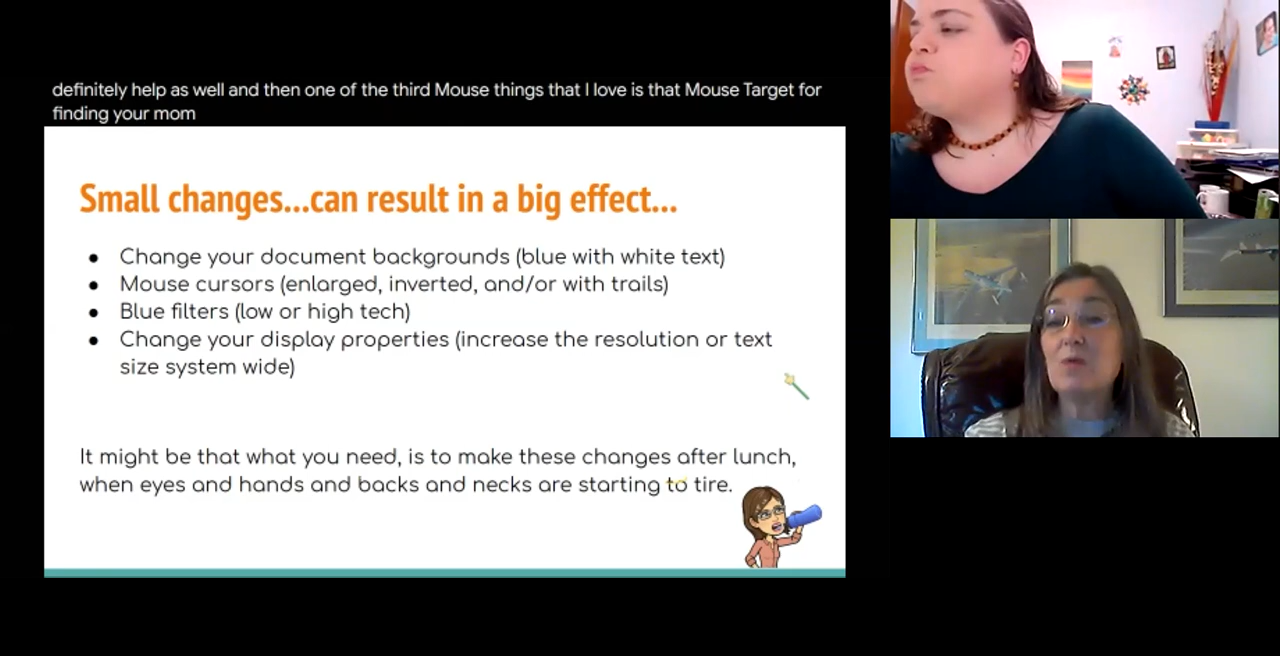 definitely help as well and then one of the third Mouse things that I love is that Mouse Target for
finding your mom
Small changes...can result in a big effect...
● Change your document backgrounds (blue with white text)
● Mouse cursors (enlarged, inverted, and/or with trails)
● Blue filters (low or high tech)
● Change your display properties (increase the resolution or text
size system wide)
It might be that what you need, is to make these changes after lunch,
when eyes and hands and backs and necks are starting to tire.